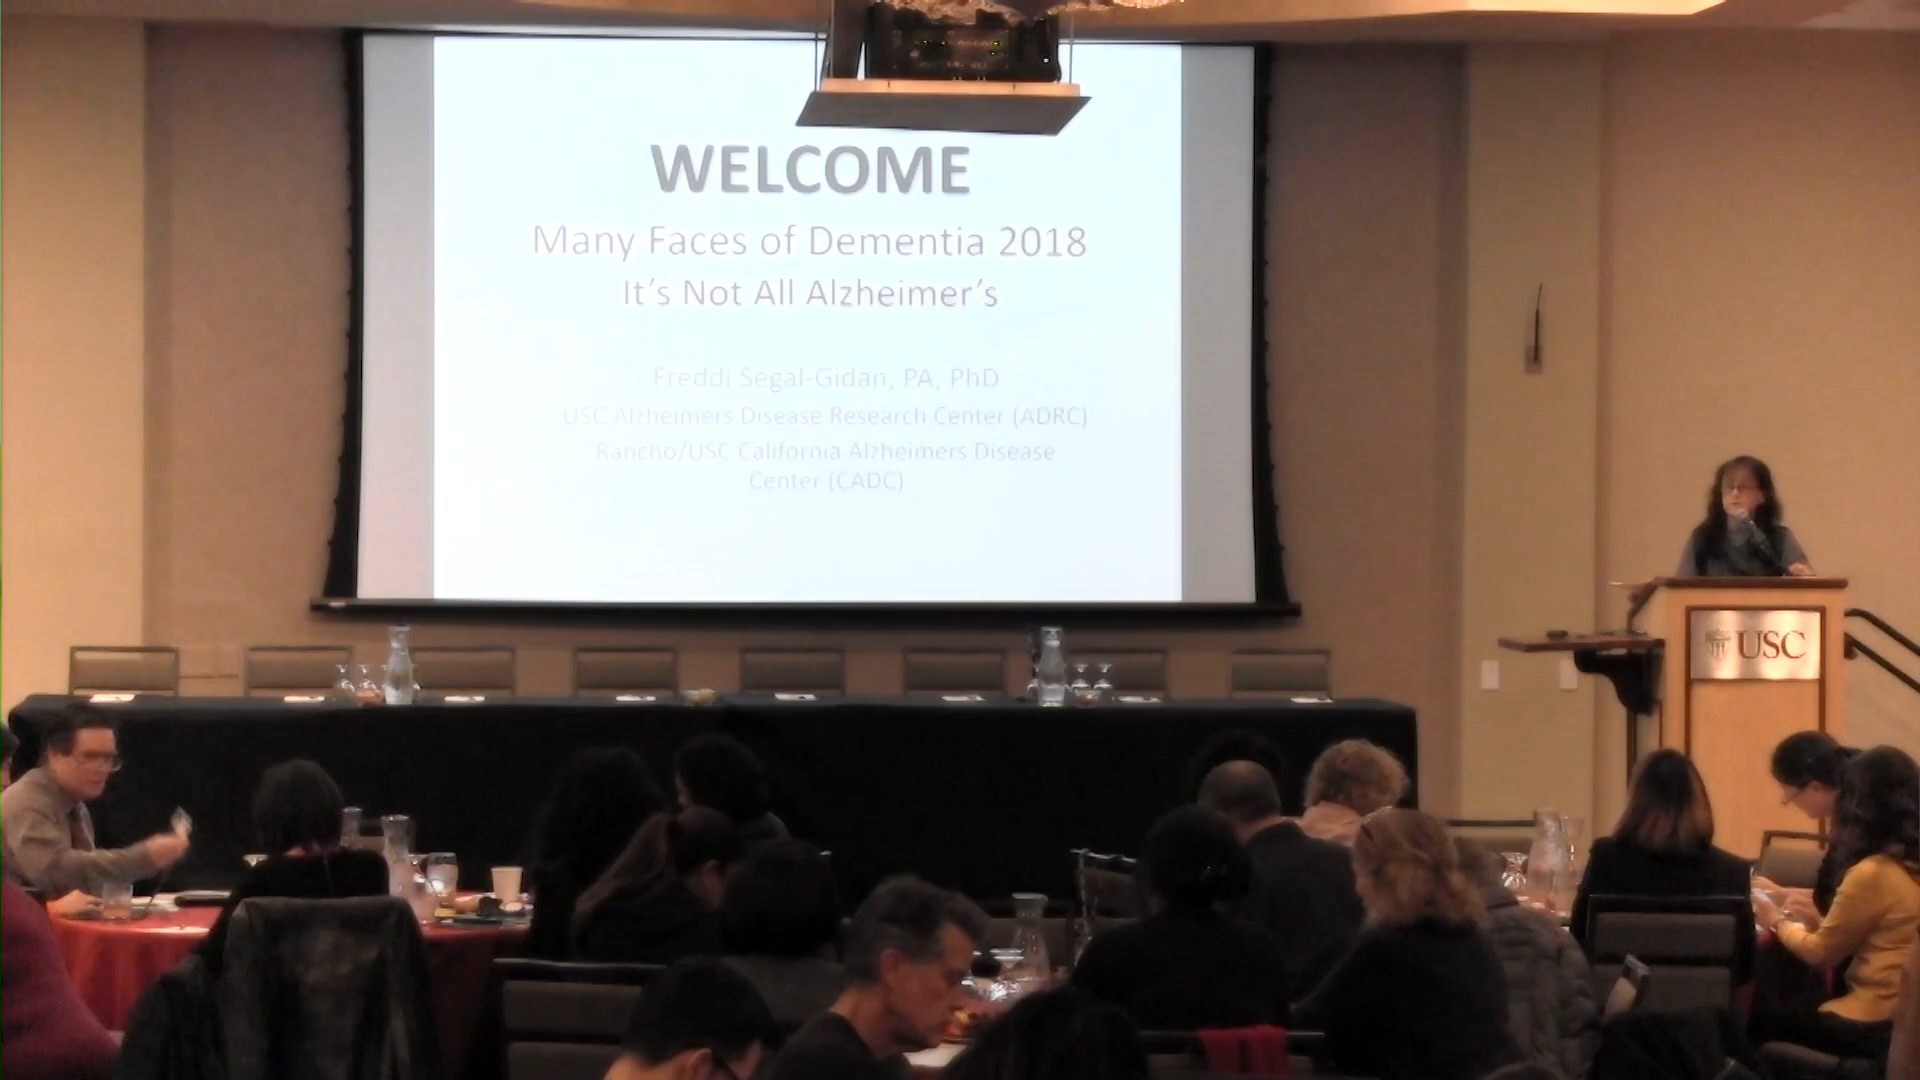 WELCOME
Many Faces of Dementia 2018
It's Not All Alzheimer's
Freddi Segal-Gidan, PA, PhD
USC Alzheimers Disease Research Center (ADRC)
Rancho/USC California Alzheimers Disease
Center (CADC)
USC